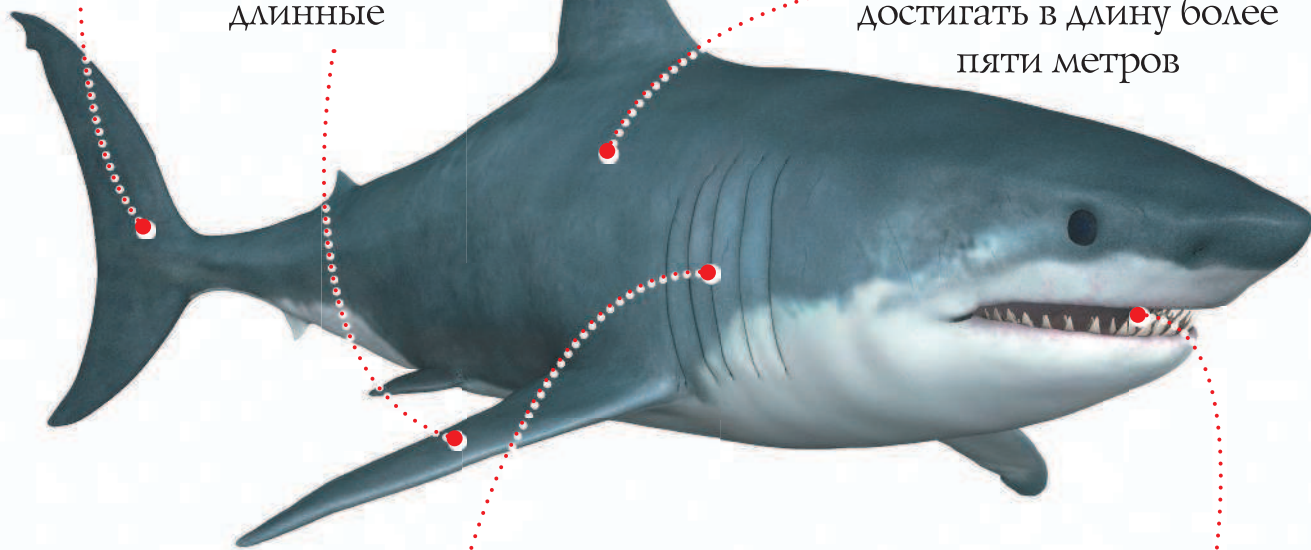 длинные
достигать в длину более
пяти метров